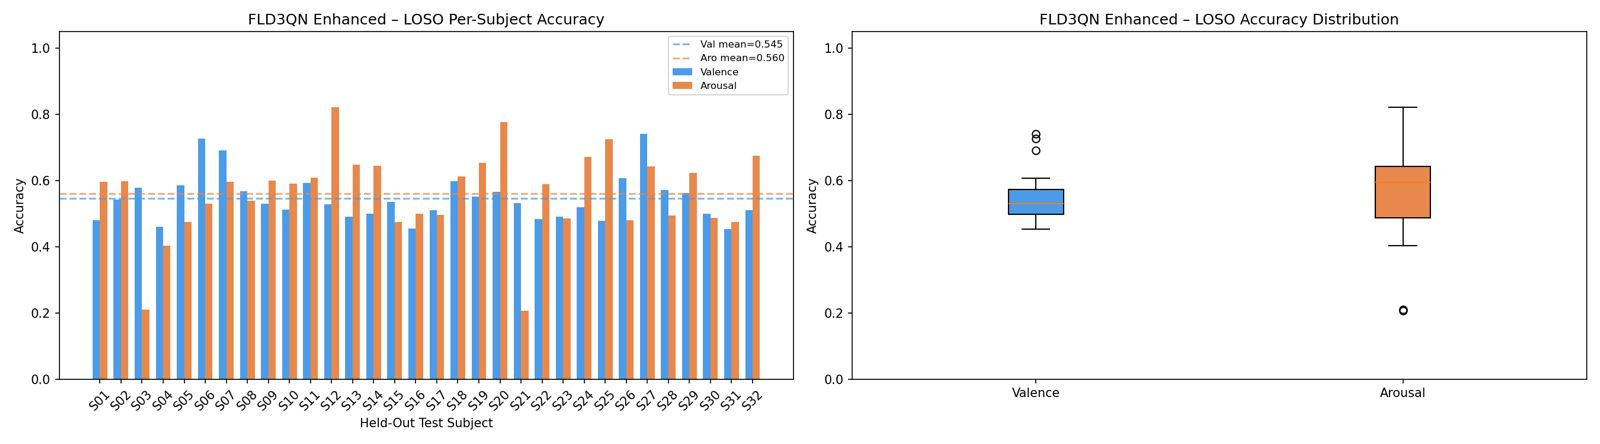 FLD3QN Enhanced – LOSO Per-Subject Accuracy
Accuracy
1.0
0.8
0.6
0.4
0.2
0.0
Val mean=0.545
Aro mean=0.560
Valence
Arousal
S01 S02 S03 S04 S05 S06 S07 S08 S09 S10 S11 S12 S13 S14 S15 S16 S17 S18 S19 S20 S21 S22 S23 S24 S25 S26 S27 S28 S29 S30 S31 S32
Held-Out Test Subject
FLD3QN Enhanced – LOSO Accuracy Distribution
Accuracy
1.0
0.8
0.6
0.4
0.2
0.0
Valence Arousal